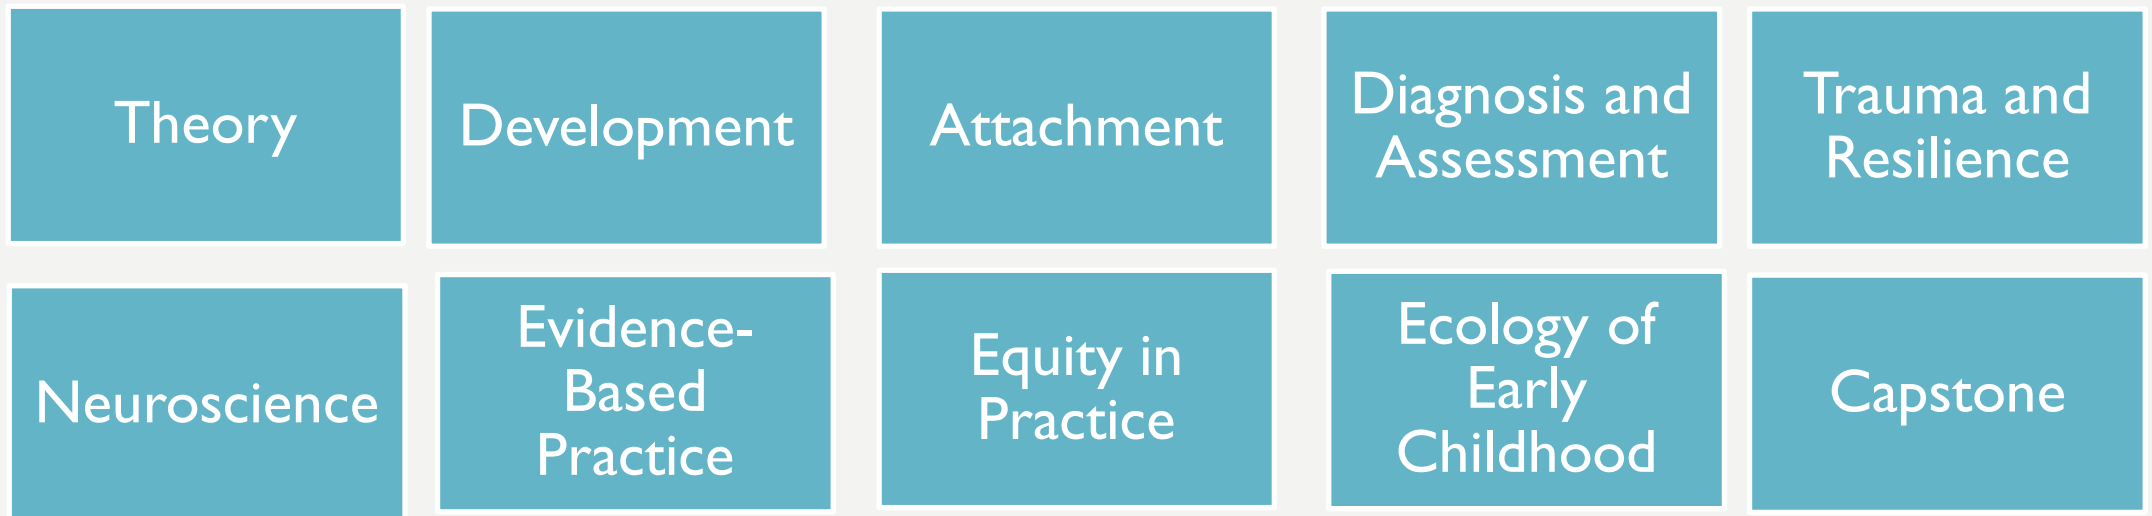 Theory
Development
Attachment
Diagnosis and
Assessment
Trauma and
Resilience
Neuroscience
Evidence-
Based
Practice
Equity in
Practice
Ecology of
Early
Childhood
Capstone